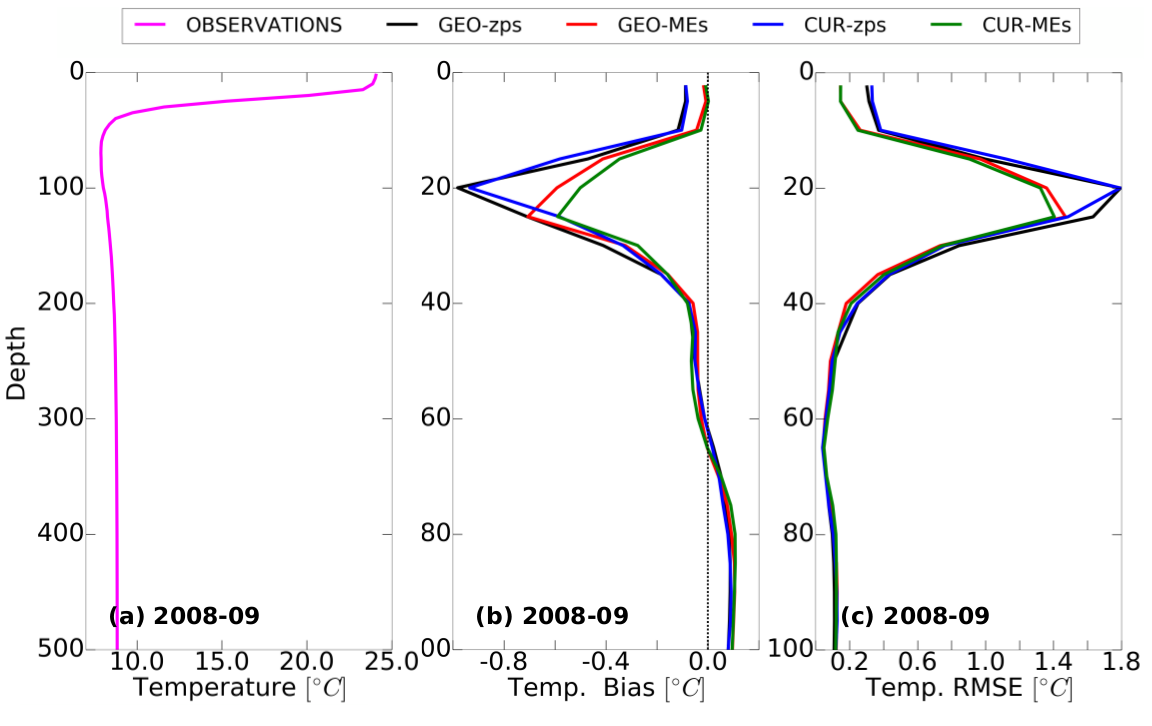 OBSERVATIONS GEO-zps GEO-MEs CUR-zps CUR-MEs
0 0 0
100 20 20
200 40 40
300 60 60
400 80 80
500 00 100
Depth
(a) 2008-09 (b) 2008-09 (c) 2008-09
10.0 15.0 20.0 25.0 -0.8 -0.4 0.0 0.2 0.6 1.0 1.4 1.8
Temperature [°C] Temp. Bias [°C] Temp. RMSE [°C]